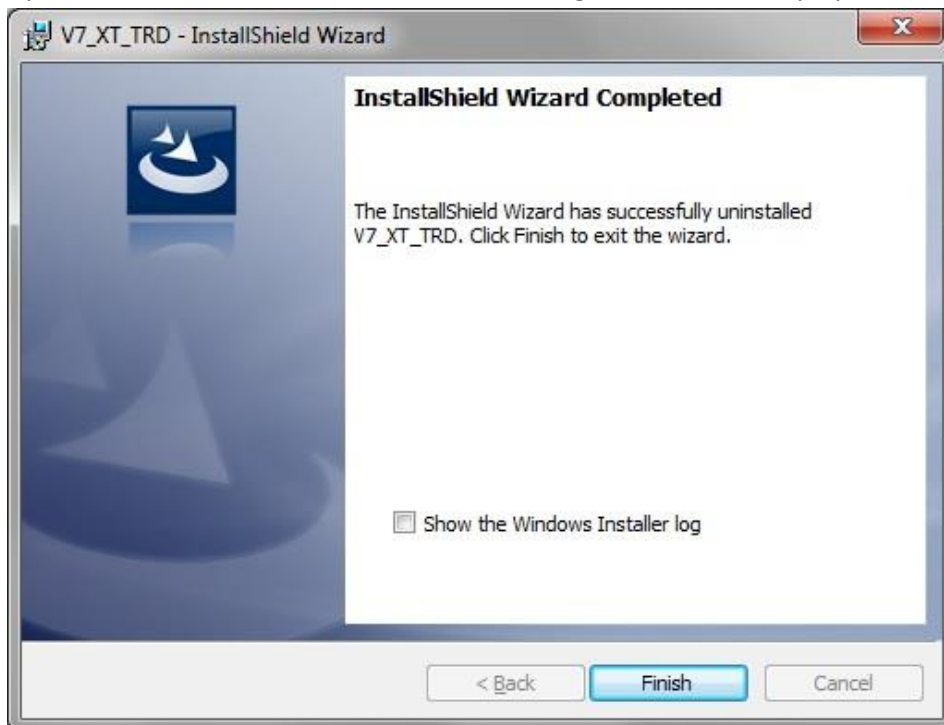 V7_XT_TRD - InstallShield Wizard
InstallShield Wizard Completed
The InstallShield Wizard has successfully uninstalled
V7_XT_TRD. Click Finish to exit the wizard.
Show the Windows Installer log
< Back
Finish
Cancel